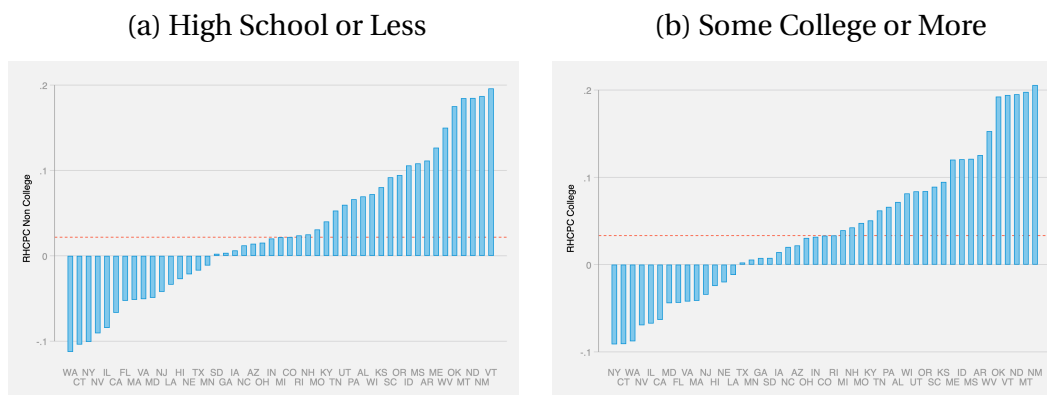 (a) High School or Less
.2
.1
0
-.1
RHCPC Non College
WA NY IL FL VA NJ HI TX SD IA AZ IN CO NH KY UT AL KS OR MS ME OK ND VT
CT NV CA MA MD LA NE MN GA NC OH MI RI MO TN PA WI SC ID AR WV MT NM
(b) Some College or More
.2
.1
0
-.1
RHCPC College
NY WA IL MD VA NJ NE TX GA IA AZ IN RI NH KY PA WI OR KS ID AR OK ND NM
CT NV CA FL MA HI LA MN SD NC OH CO MI MO TN AL UT SC ME MS WV VT MT